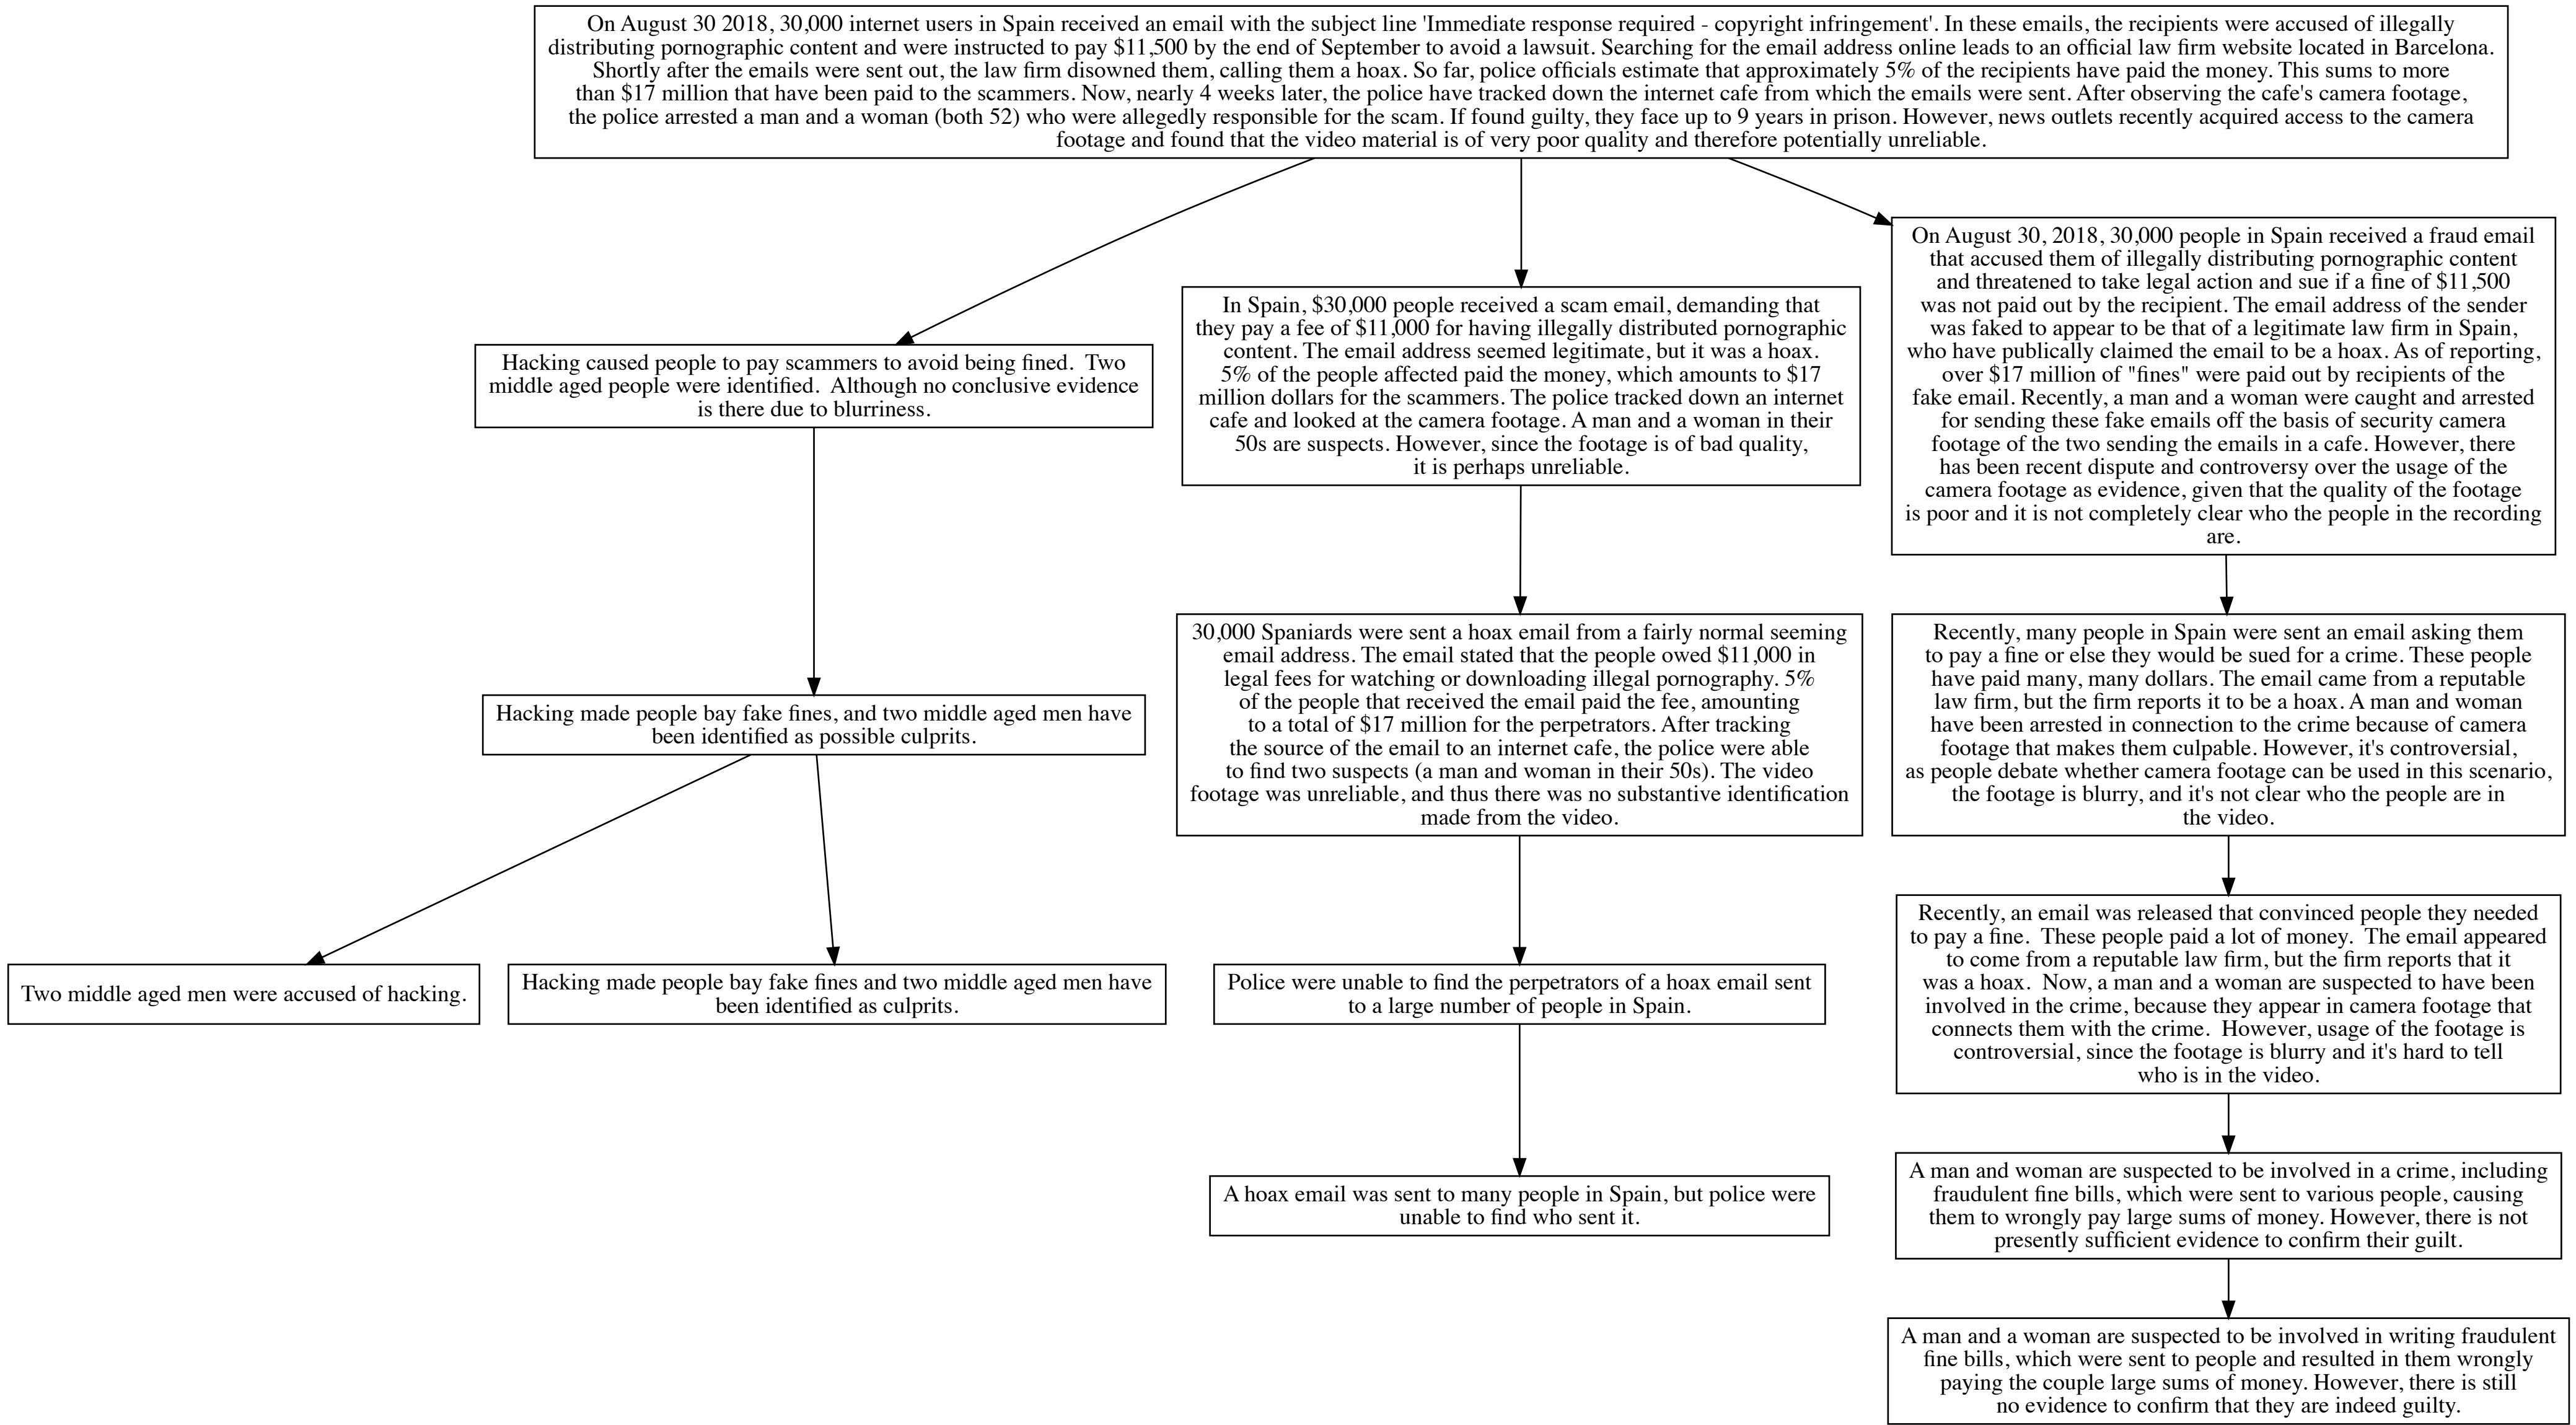 On August 30 2018, 30,000 internet users in Spain received an email with the subject line 'Immediate response required - copyright infringement'. In these emails, the recipients were accused of illegally
distributing pornographic content and were instructed to pay $11,500 by the end of September to avoid a lawsuit. Searching for the email address online leads to an official law firm website located in Barcelona.
Shortly after the emails were sent out, the law firm disowned them, calling them a hoax. So far, police officials estimate that approximately 5% of the recipients have paid the money. This sums to more
than $17 million that have been paid to the scammers. Now, nearly 4 weeks later, the police have tracked down the internet cafe from which the emails were sent. After observing the cafe's camera footage,
the police arrested a man and a woman (both 52) who were allegedly responsible for the scam. If found guilty, they face up to 9 years in prison. However, news outlets recently acquired access to the camera
footage and found that the video material is of very poor quality and therefore potentially unreliable.
Hacking caused people to pay scammers to avoid being fined.  Two
middle aged people were identified.  Although no conclusive evidence
is there due to blurriness.
In Spain, $30,000 people received a scam email, demanding that
they pay a fee of $11,000 for having illegally distributed pornographic
content. The email address seemed legitimate, but it was a hoax.
5% of the people affected paid the money, which amounts to $17
million dollars for the scammers. The police tracked down an internet
cafe and looked at the camera footage. A man and a woman in their
50s are suspects. However, since the footage is of bad quality,
it is perhaps unreliable.
On August 30, 2018, 30,000 people in Spain received a fraud email
that accused them of illegally distributing pornographic content
and threatened to take legal action and sue if a fine of $11,500
was not paid out by the recipient. The email address of the sender
was faked to appear to be that of a legitimate law firm in Spain,
who have publically claimed the email to be a hoax. As of reporting,
over $17 million of "fines" were paid out by recipients of the
fake email. Recently, a man and a woman were caught and arrested
for sending these fake emails off the basis of security camera
footage of the two sending the emails in a cafe. However, there
has been recent dispute and controversy over the usage of the
camera footage as evidence, given that the quality of the footage
is poor and it is not completely clear who the people in the recording
are.
Hacking made people bay fake fines, and two middle aged men have
been identified as possible culprits.
30,000 Spaniards were sent a hoax email from a fairly normal seeming
email address. The email stated that the people owed $11,000 in
legal fees for watching or downloading illegal pornography. 5%
of the people that received the email paid the fee, amounting
to a total of $17 million for the perpetrators. After tracking
the source of the email to an internet cafe, the police were able
to find two suspects (a man and woman in their 50s). The video
footage was unreliable, and thus there was no substantive identification
made from the video.
Recently, many people in Spain were sent an email asking them
to pay a fine or else they would be sued for a crime. These people
have paid many, many dollars. The email came from a reputable
law firm, but the firm reports it to be a hoax. A man and woman
have been arrested in connection to the crime because of camera
footage that makes them culpable. However, it's controversial,
as people debate whether camera footage can be used in this scenario,
the footage is blurry, and it's not clear who the people are in
the video.
Two middle aged men were accused of hacking.
Hacking made people bay fake fines and two middle aged men have
been identified as culprits.
Police were unable to find the perpetrators of a hoax email sent
to a large number of people in Spain.
Recently, an email was released that convinced people they needed
to pay a fine.  These people paid a lot of money.  The email appeared
to come from a reputable law firm, but the firm reports that it
was a hoax.  Now, a man and a woman are suspected to have been
involved in the crime, because they appear in camera footage that
connects them with the crime.  However, usage of the footage is
controversial, since the footage is blurry and it's hard to tell
who is in the video.
A hoax email was sent to many people in Spain, but police were
unable to find who sent it.
A man and woman are suspected to be involved in a crime, including
fraudulent fine bills, which were sent to various people, causing
them to wrongly pay large sums of money. However, there is not
presently sufficient evidence to confirm their guilt.
A man and a woman are suspected to be involved in writing fraudulent
fine bills, which were sent to people and resulted in them wrongly
paying the couple large sums of money. However, there is still
no evidence to confirm that they are indeed guilty.